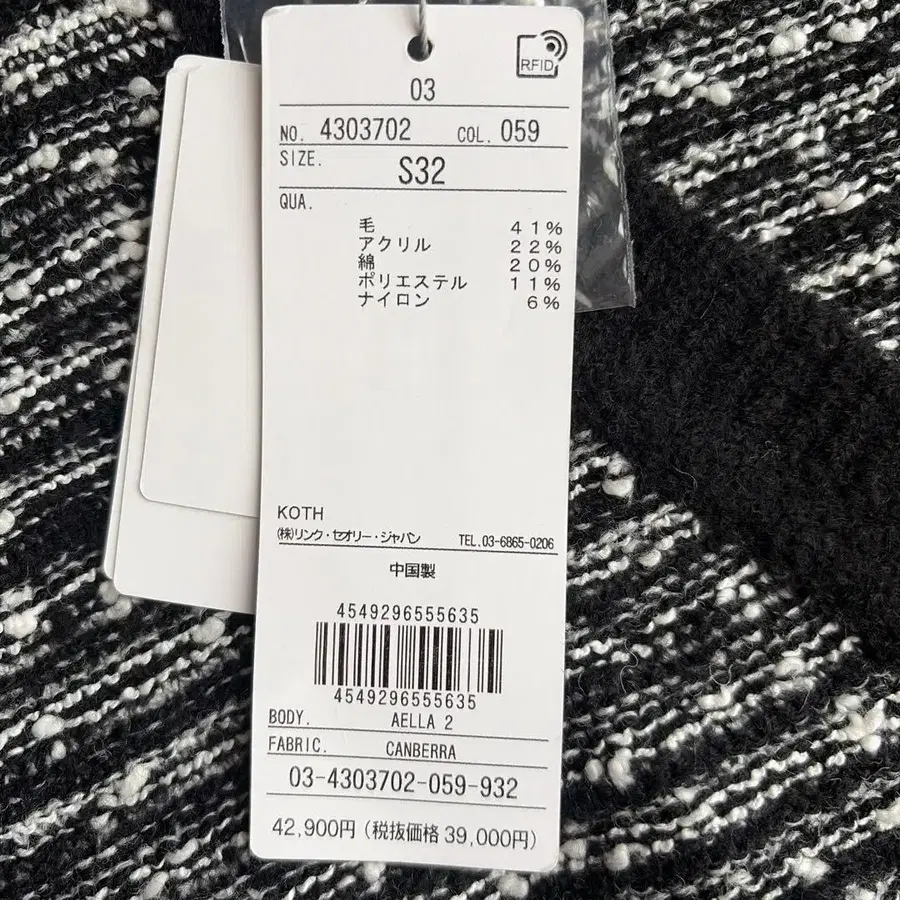 RFID
03
NO. 4303702 COL. 059
SIZE.
S32
QUA.
毛 41%
アクリル 22%
綿 20%
ポリエステル 11%
ナイロン 6%
KOTH
(株)リンク・セオリー・ジャパン TEL.03-6865-0206
中国製
4549296555635
4549296555635
BODY. AELLA 2
FABRIC. CANBERRA
03-4303702-059-932
42,900円 (税抜価格 39,000円)